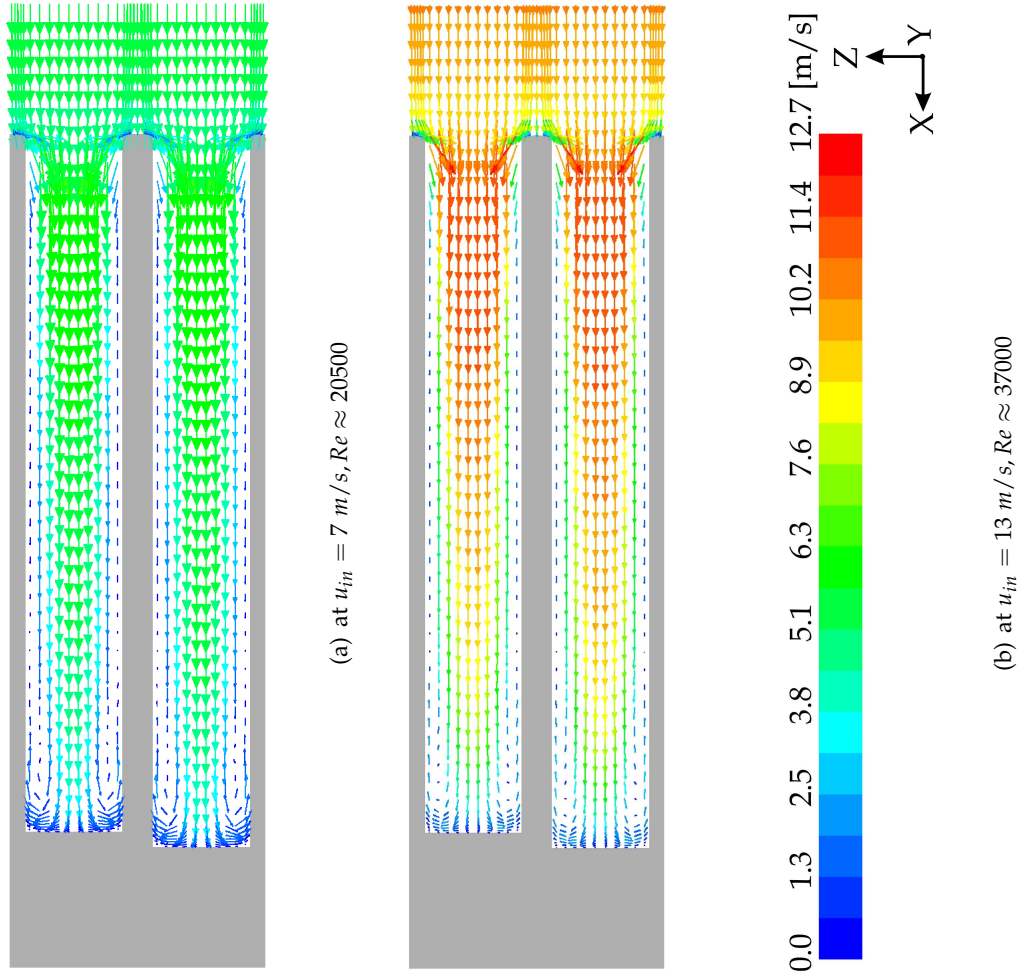 (a) at u_in = 7 m/s, Re ≈ 20500
0.0 1.3 2.5 3.8 5.1 6.3 7.6 8.9 10.2 11.4 12.7 [m/s]
X
Y
Z
(b) at u_in = 13 m/s, Re ≈ 37000